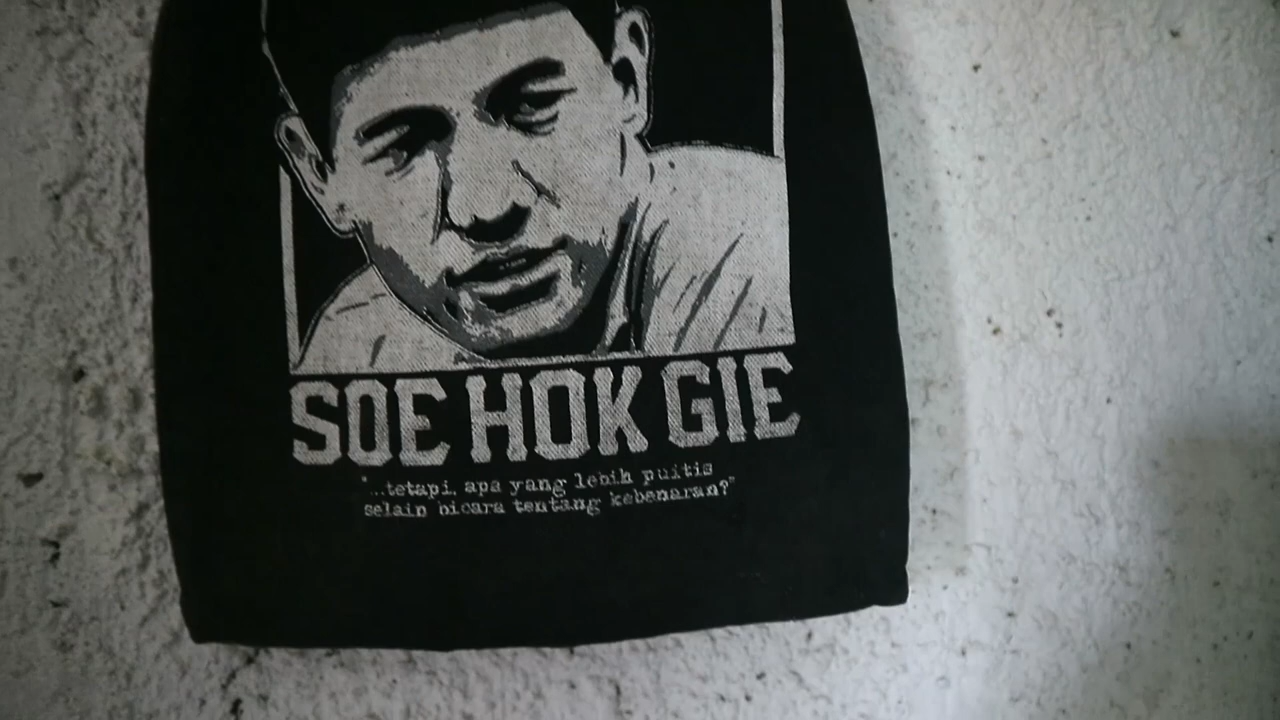 SOE HOK GIE
"...tetapi, apa yang lebih puitis
selain bicara tentang kebenaran?"